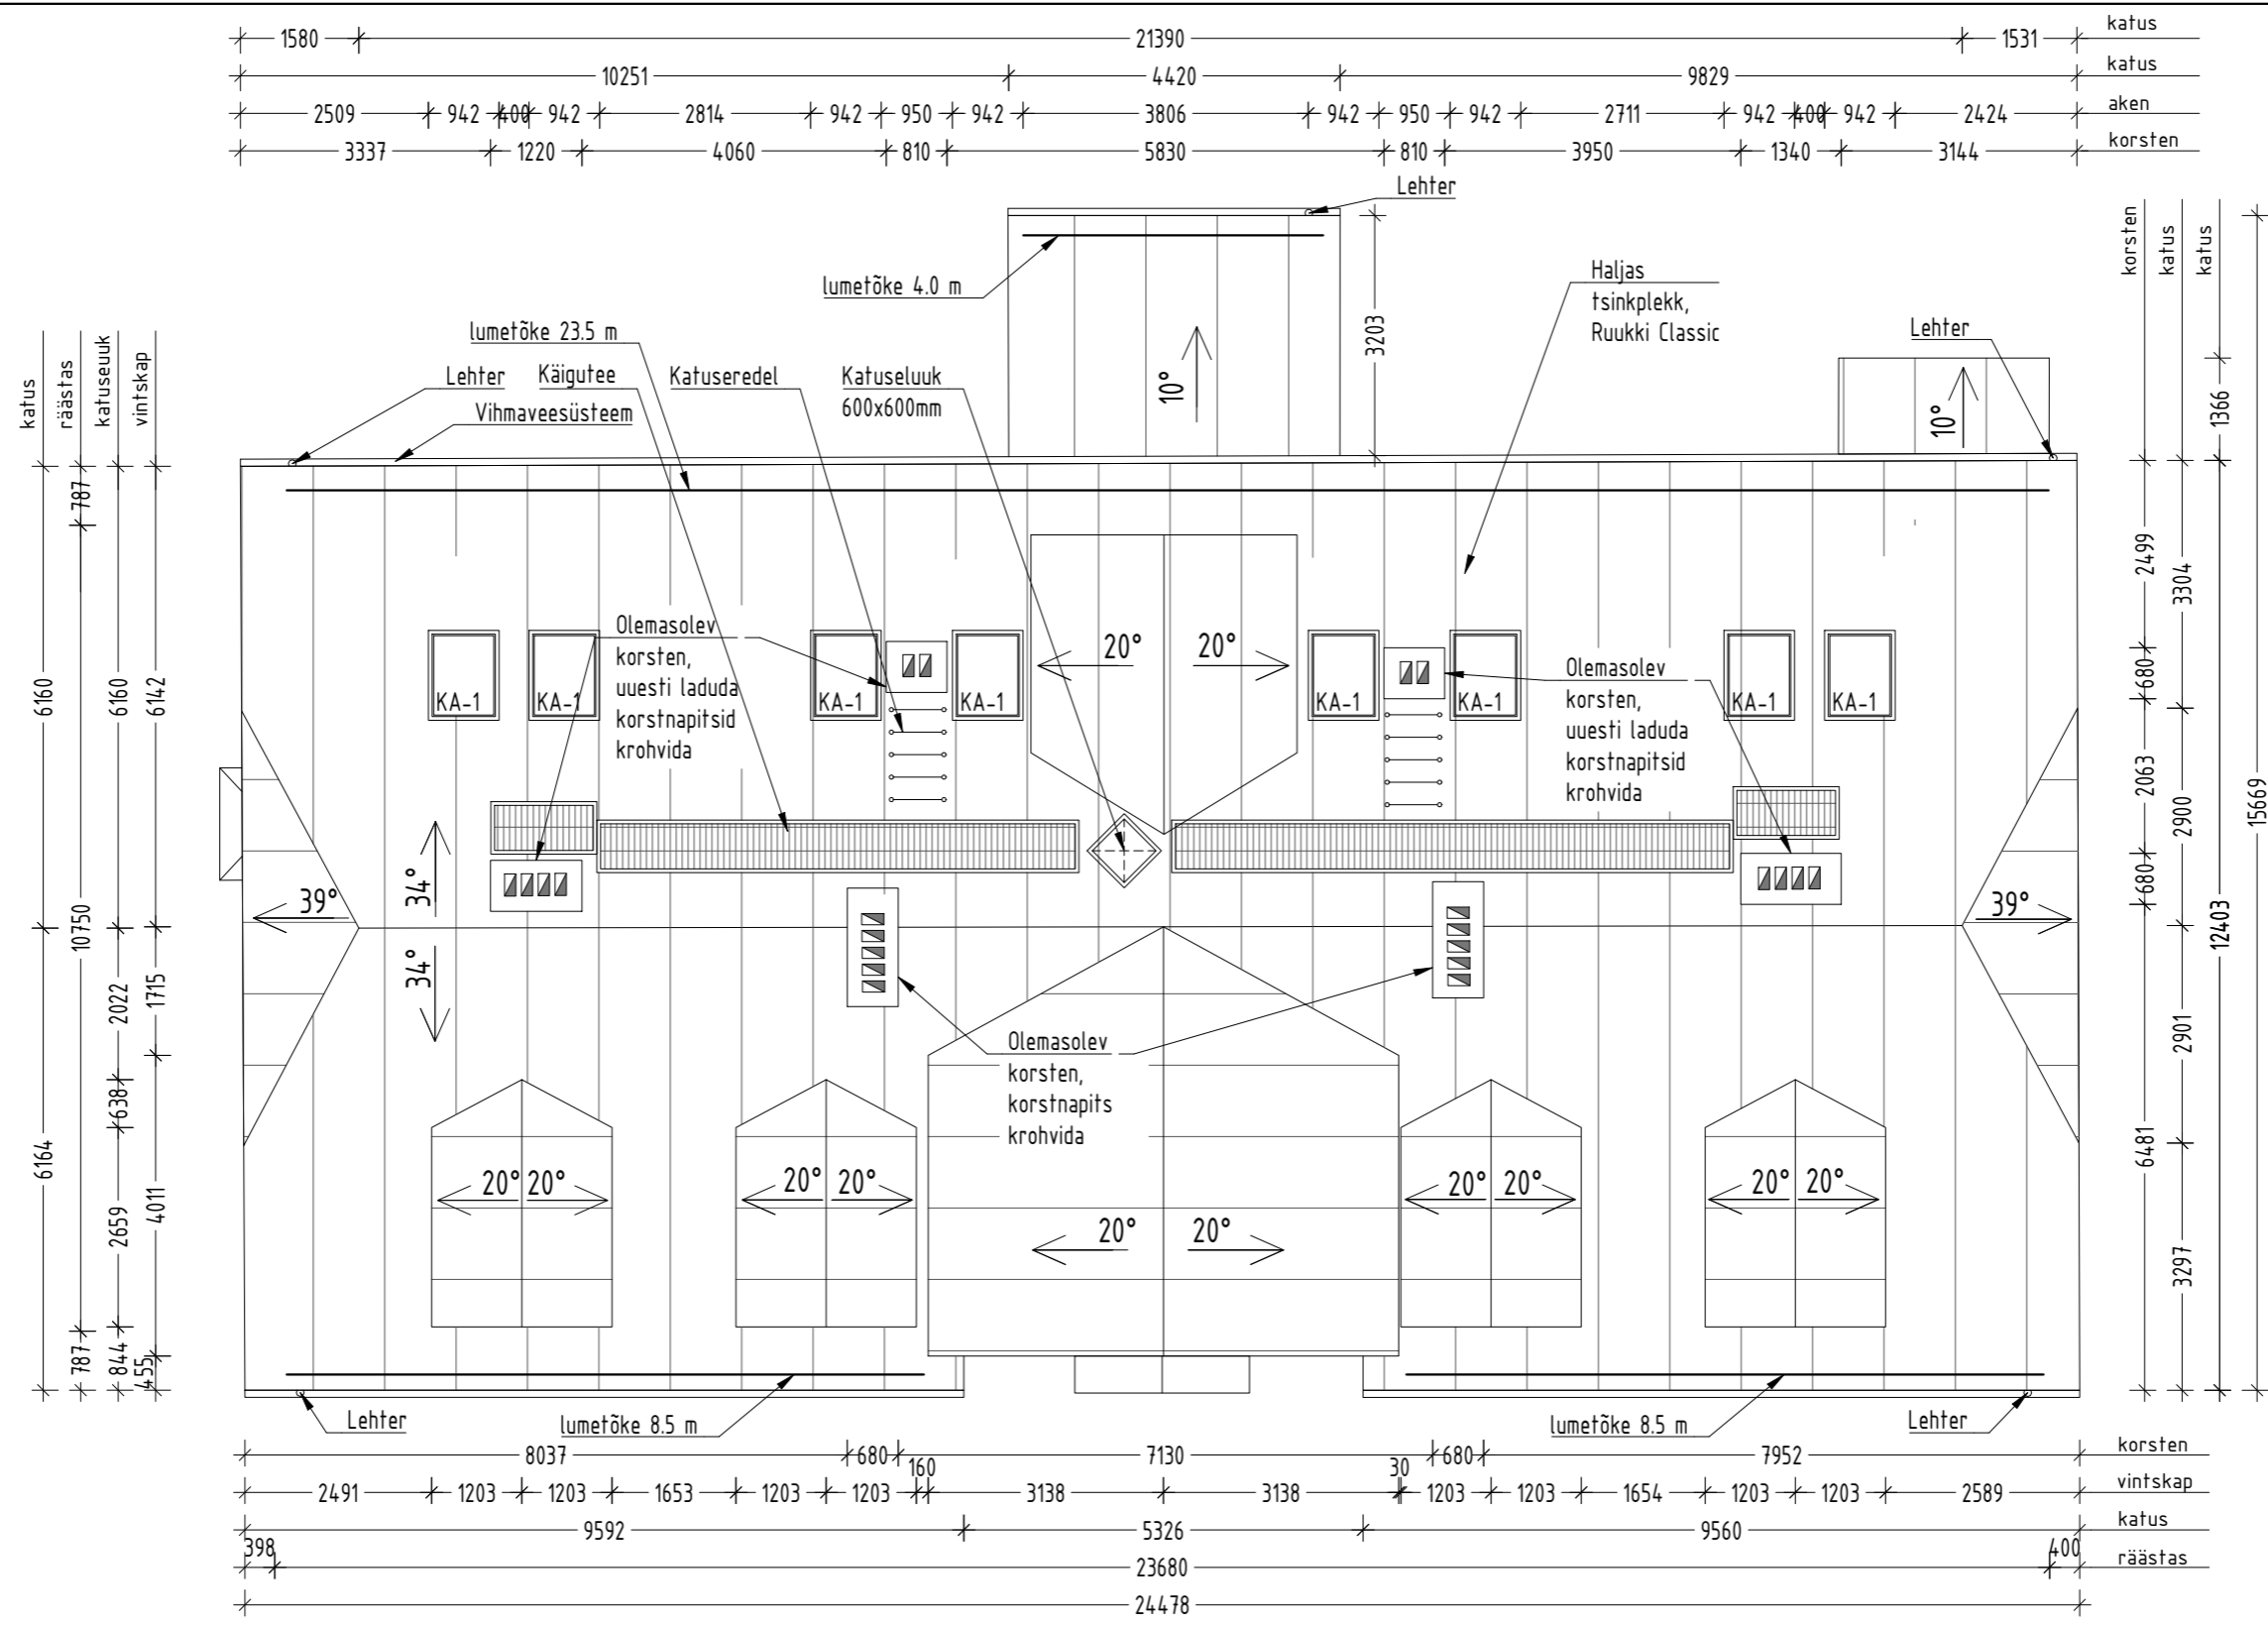 1580 21390 1531 katus
10251 4420 9829 katus
2509 942 400 942 2814 942 950 942 3806 942 950 942 2711 942 400 942 2424 aken
3337 1220 4060 810 5830 810 3950 1340 3144 korsten
Lehter
lumetõke 4.0 m
Haljas
tsinkplekk,
Ruukki Classic
3203
10°
Lehter
10°
lumetõke 23.5 m
Lehter
Käigutee
Katuseredel
Katuseluuk
600x600mm
Vihmaveesüsteem
katus
räästas
katuseuuk
vintskap
korsten
katus
katus
6160
6164
787
10750
787
6160
2022
638
2659
844
6142
1715
4011
455
2499
680
2063
680
6481
3304
2900
2901
3297
1366
12403
15669
Olemasolev
korsten,
uuesti laduda
korstnapitsid
krohvida
20° 20°
Olemasolev
korsten,
uuesti laduda
korstnapitsid
krohvida
KA-1 KA-1 KA-1 KA-1 KA-1 KA-1 KA-1 KA-1
39°
34°
34°
39°
Olemasolev
korsten,
korstnapits
krohvida
20° 20° 20° 20° 20° 20° 20° 20°
20° 20°
Lehter
lumetõke 8.5 m
lumetõke 8.5 m
Lehter
8037 680 7130 680 7952 korsten
2491 1203 1203 1653 1203 1203 160 3138 3138 30 1203 1203 1654 1203 1203 2589 vintskap
9592 5326 9560 katus
398 23680 400 räästas
24478